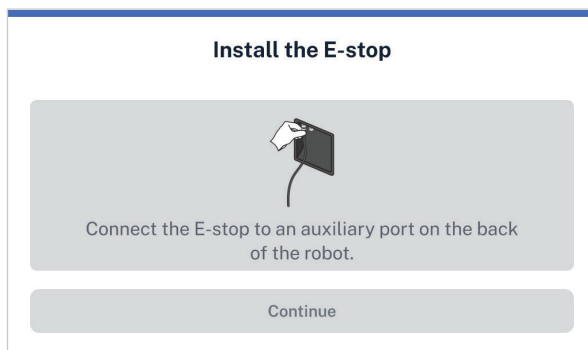 Install the E-stop
Connect the E-stop to an auxiliary port on the back
of the robot.
Continue